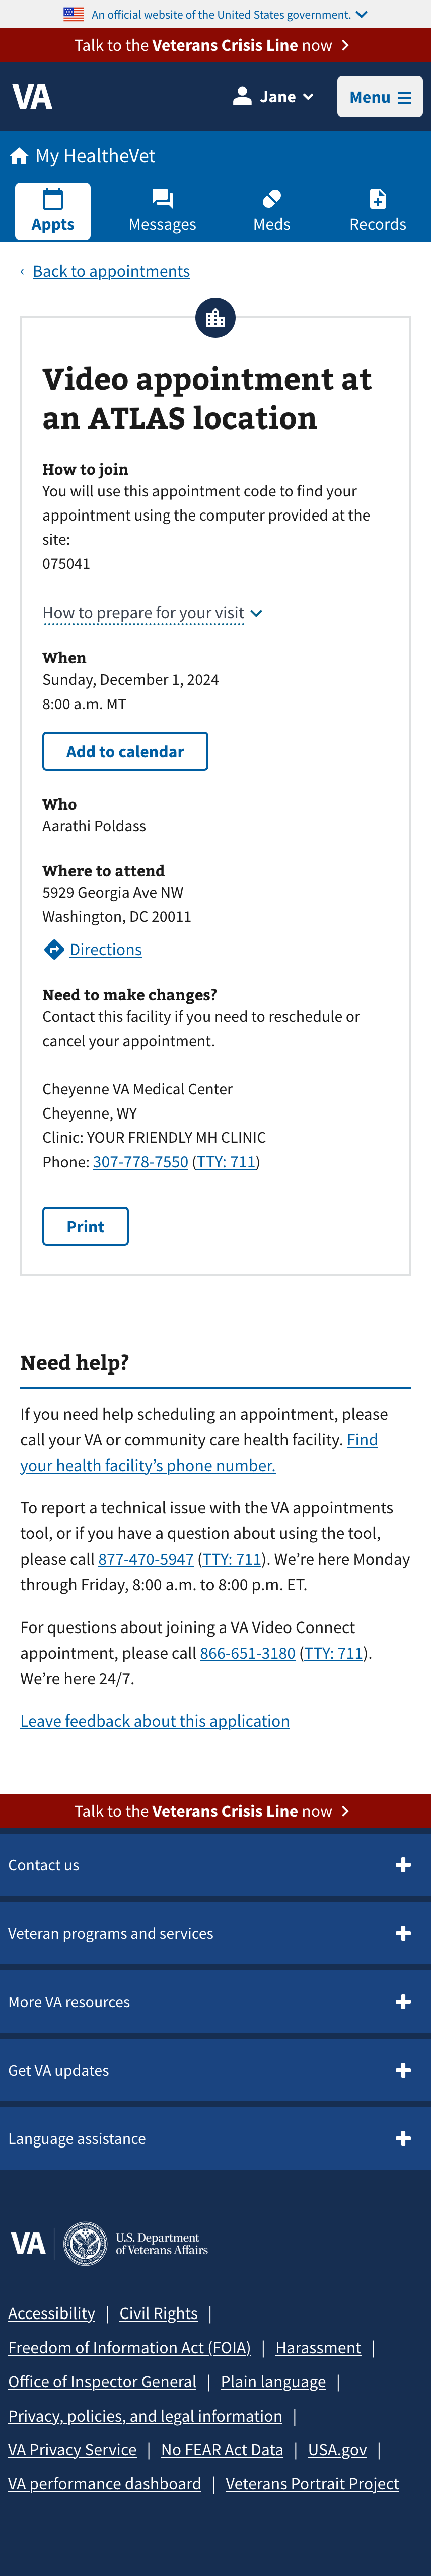 An official website of the United States government.
Talk to the Veterans Crisis Line now
VA
Jane
Menu
My HealtheVet
Appts
Messages
Meds
Records
‹ Back to appointments
Video appointment at
an ATLAS location
How to join
You will use this appointment code to find your
appointment using the computer provided at the
site:
075041
How to prepare for your visit
When
Sunday, December 1, 2024
8:00 a.m. MT
Add to calendar
Who
Aarathi Poldass
Where to attend
5929 Georgia Ave NW
Washington, DC 20011
Directions
Need to make changes?
Contact this facility if you need to reschedule or
cancel your appointment.
Cheyenne VA Medical Center
Cheyenne, WY
Clinic: YOUR FRIENDLY MH CLINIC
Phone: 307-778-7550 (TTY: 711)
Print
Need help?
If you need help scheduling an appointment, please
call your VA or community care health facility. Find
your health facility’s phone number.
To report a technical issue with the VA appointments
tool, or if you have a question about using the tool,
please call 877-470-5947 (TTY: 711). We’re here Monday
through Friday, 8:00 a.m. to 8:00 p.m. ET.
For questions about joining a VA Video Connect
appointment, please call 866-651-3180 (TTY: 711).
We’re here 24/7.
Leave feedback about this application
Talk to the Veterans Crisis Line now
Contact us
Veteran programs and services
More VA resources
Get VA updates
Language assistance
VA
U.S. Department
of Veterans Affairs
Accessibility | Civil Rights |
Freedom of Information Act (FOIA) | Harassment |
Office of Inspector General | Plain language |
Privacy, policies, and legal information |
VA Privacy Service | No FEAR Act Data | USA.gov |
VA performance dashboard | Veterans Portrait Project